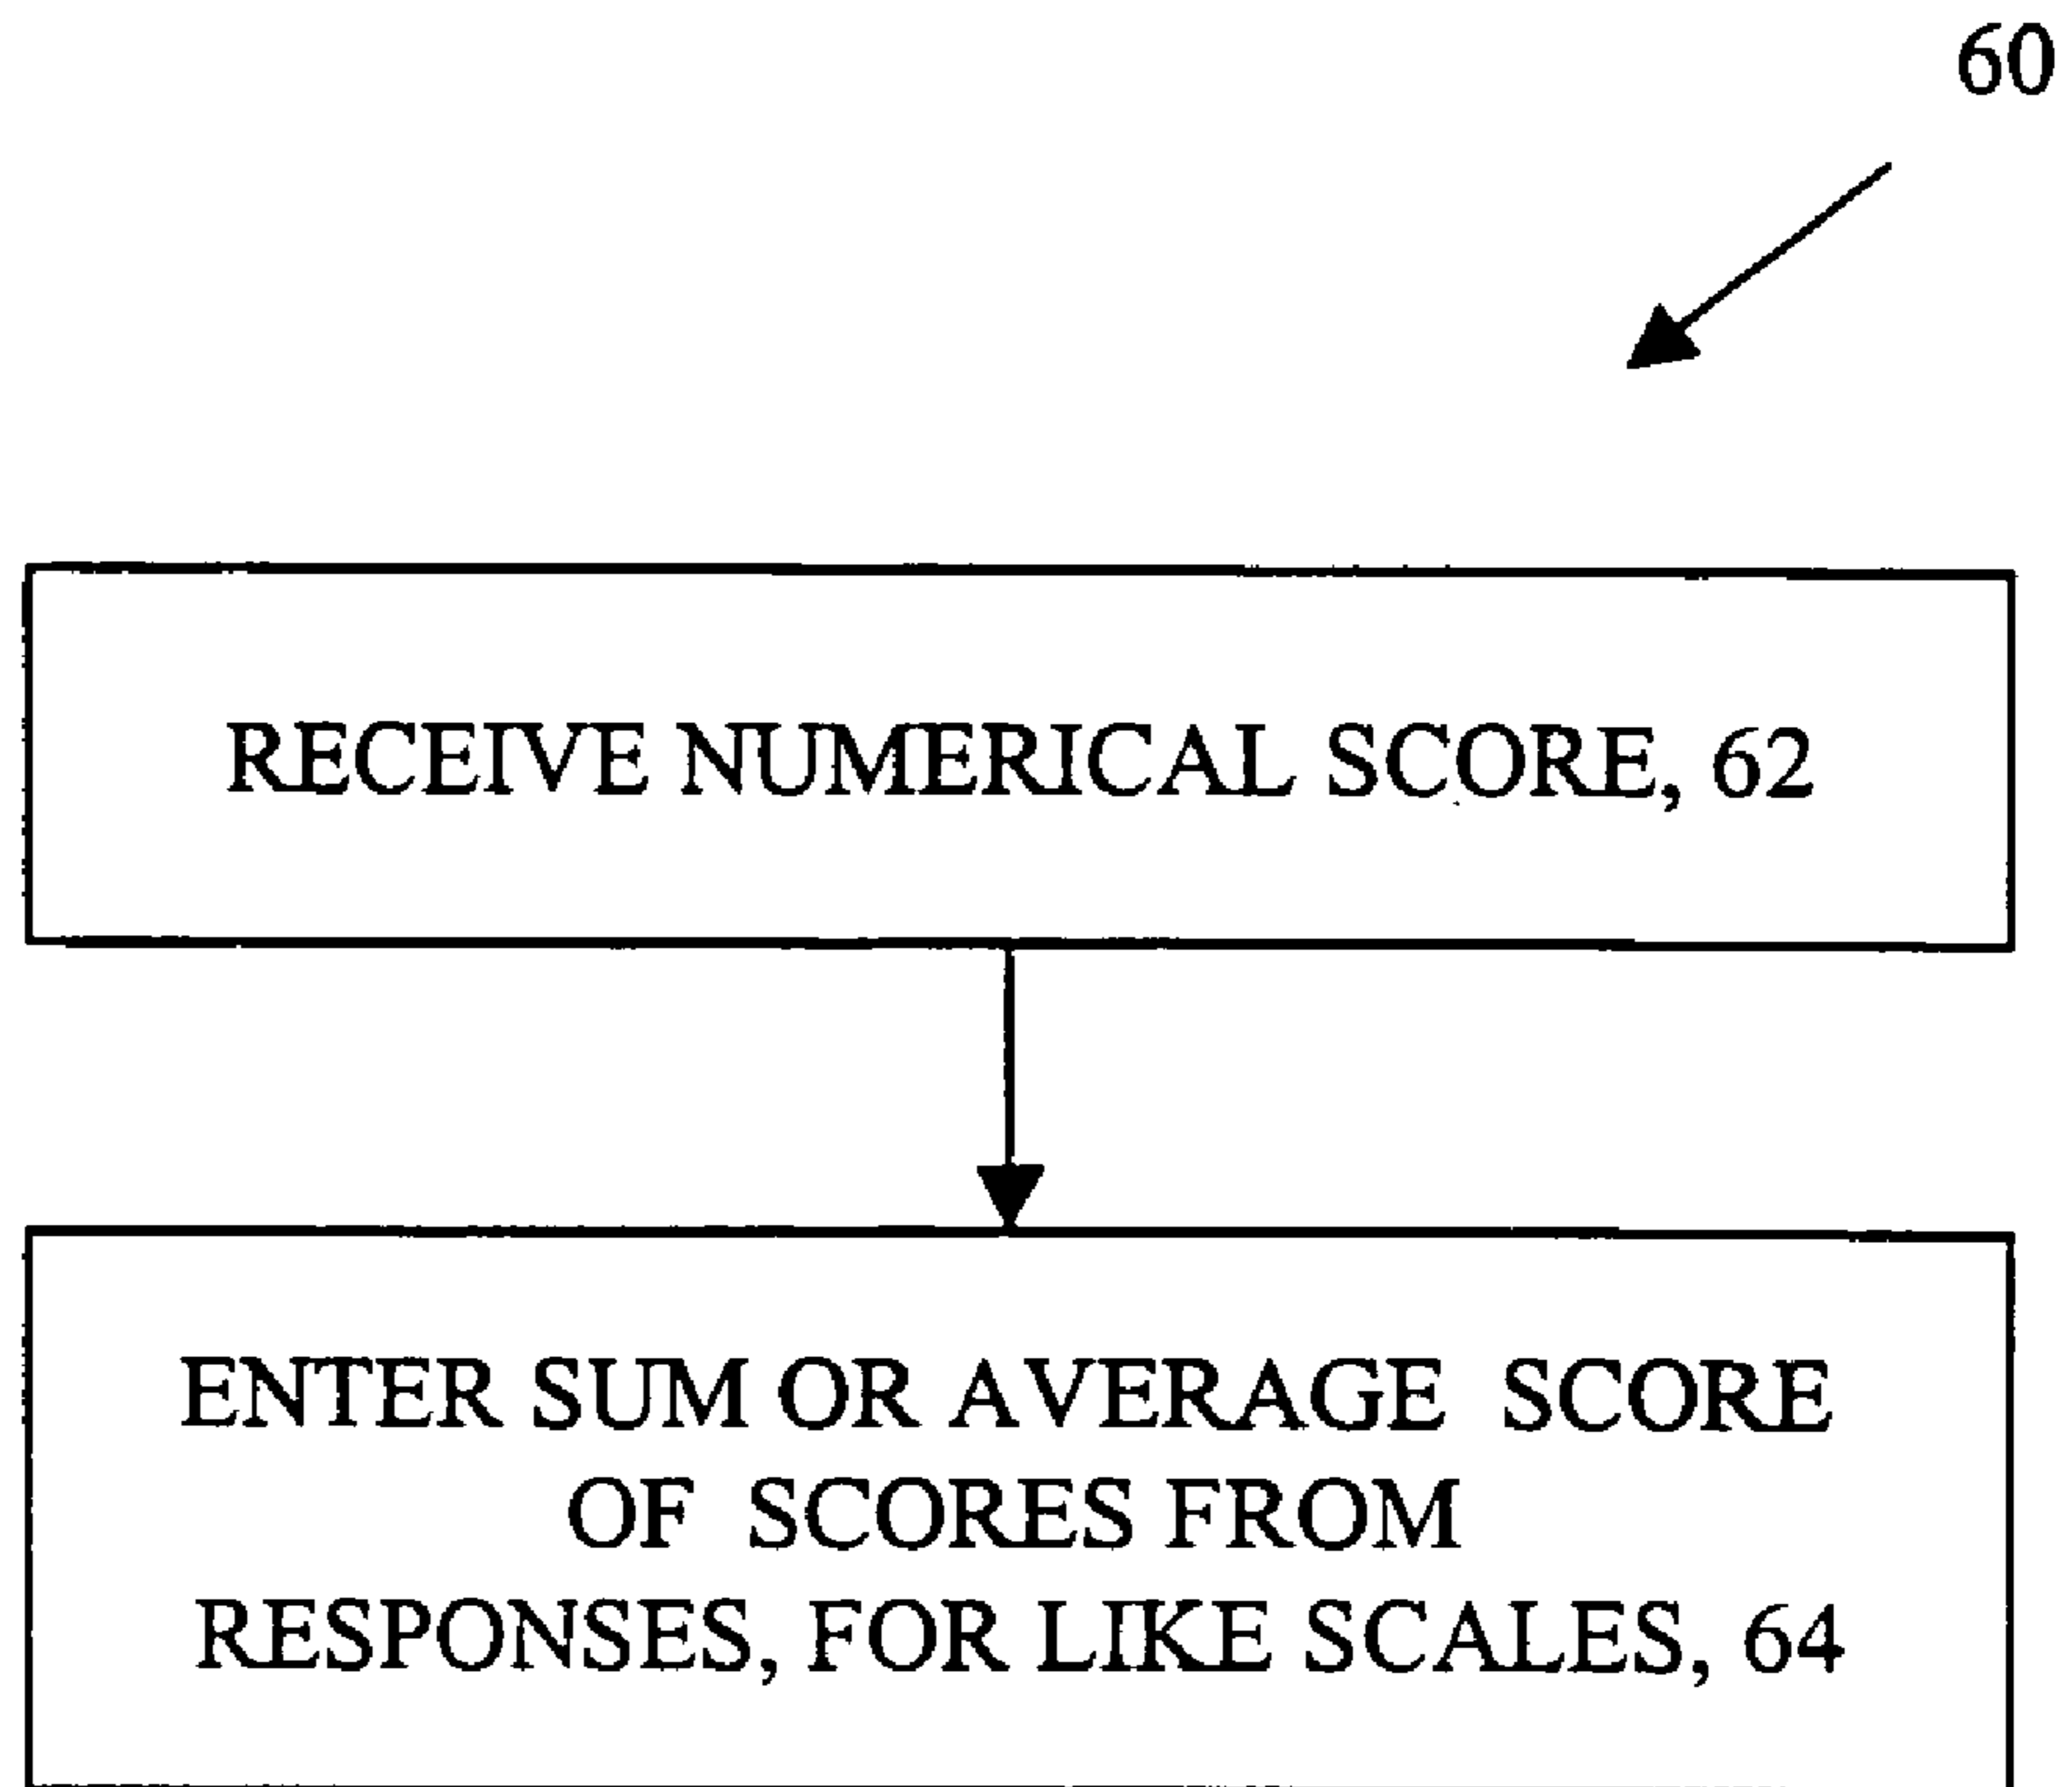 60
RECEIVE NUMERICAL SCORE, 62
ENTER SUM OR AVERAGE SCORE
OF SCORES FROM
RESPONSES, FOR LIKE SCALES, 64